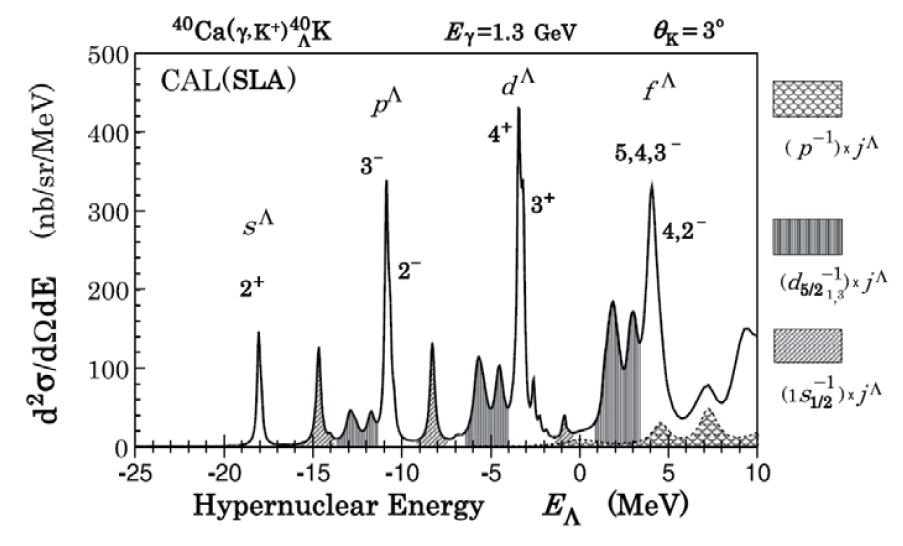 ⁴⁰Ca(γ,K⁺)⁴⁰ΛK Eγ=1.3 GeV θK=3°
CAL(SLA)
d²σ/dΩdE (nb/sr/MeV)
500
400
300
200
100
0
sΛ
2⁺
pΛ
3⁻
2⁻
dΛ
4⁺
3⁺
fΛ
5,4,3⁻
4,2⁻
-25 -20 -15 -10 -5 0 5 10
Hypernuclear Energy EΛ (MeV)
(p⁻¹)×jΛ
(d5/2⁻¹1,3)×jΛ
(1s1/2⁻¹)×jΛ